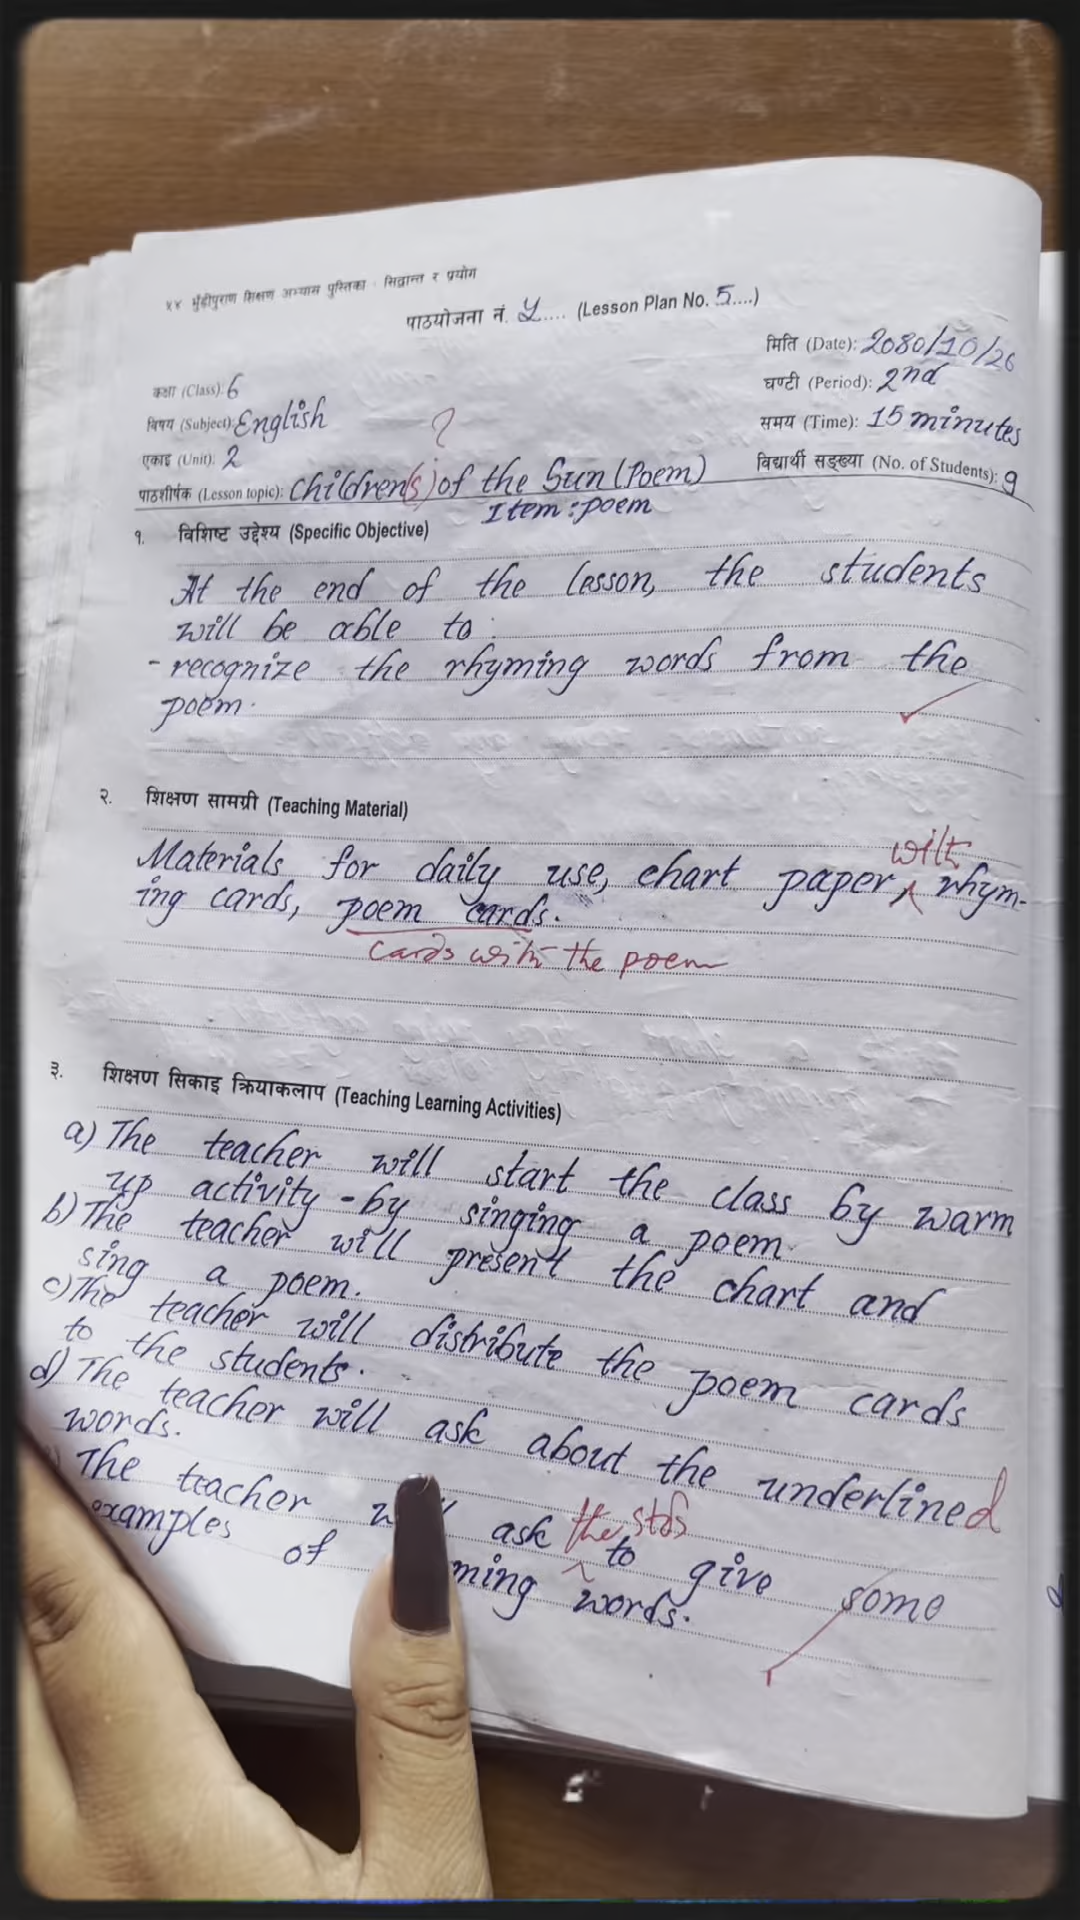 ५४ भुँडीपुराण शिक्षण अभ्यास पुस्तिका : सिद्धान्त र प्रयोग
पाठयोजना नं. ५.... (Lesson Plan No. 5....)
मिति (Date): 2080/10/26
कक्षा (Class): 6
घण्टी (Period): 2nd
विषय (Subject): English
समय (Time): 15 minutes
एकाइ (Unit): 2
?
विद्यार्थी सङ्ख्या (No. of Students): 9
पाठशीर्षक (Lesson topic): Children(s) of the Sun (Poem)
Item : poem
१. विशिष्ट उद्देश्य (Specific Objective)
At the end of the lesson, the students
will be able to :
- recognize the rhyming words from the
poem.
२. शिक्षण सामग्री (Teaching Material)
with
Materials for daily use, chart paper, rhym-
ing cards, poem cards.
cards with the poem
३. शिक्षण सिकाइ क्रियाकलाप (Teaching Learning Activities)
a) The teacher will start the class by warm
up activity - by singing a poem.
b) The teacher will present the chart and
sing a poem.
c) The teacher will distribute the poem cards
to the students.
d) The teacher will ask about the underlined
words.
The teacher ask the stds to give some
examples of words.